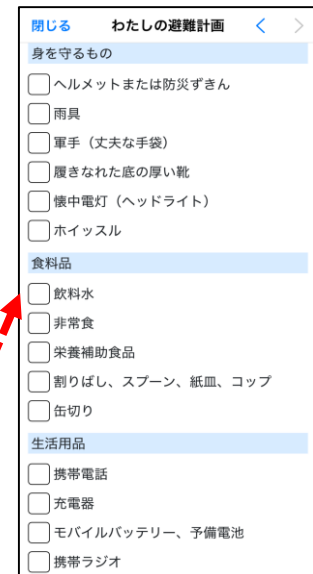 閉じる わたしの避難計画 < >
身を守るもの
ヘルメットまたは防災ずきん
雨具
軍手（丈夫な手袋）
履きなれた底の厚い靴
懐中電灯（ヘッドライト）
ホイッスル
食料品
飲料水
非常食
栄養補助食品
割りばし、スプーン、紙皿、コップ
缶切り
生活用品
携帯電話
充電器
モバイルバッテリー、予備電池
携帯ラジオ